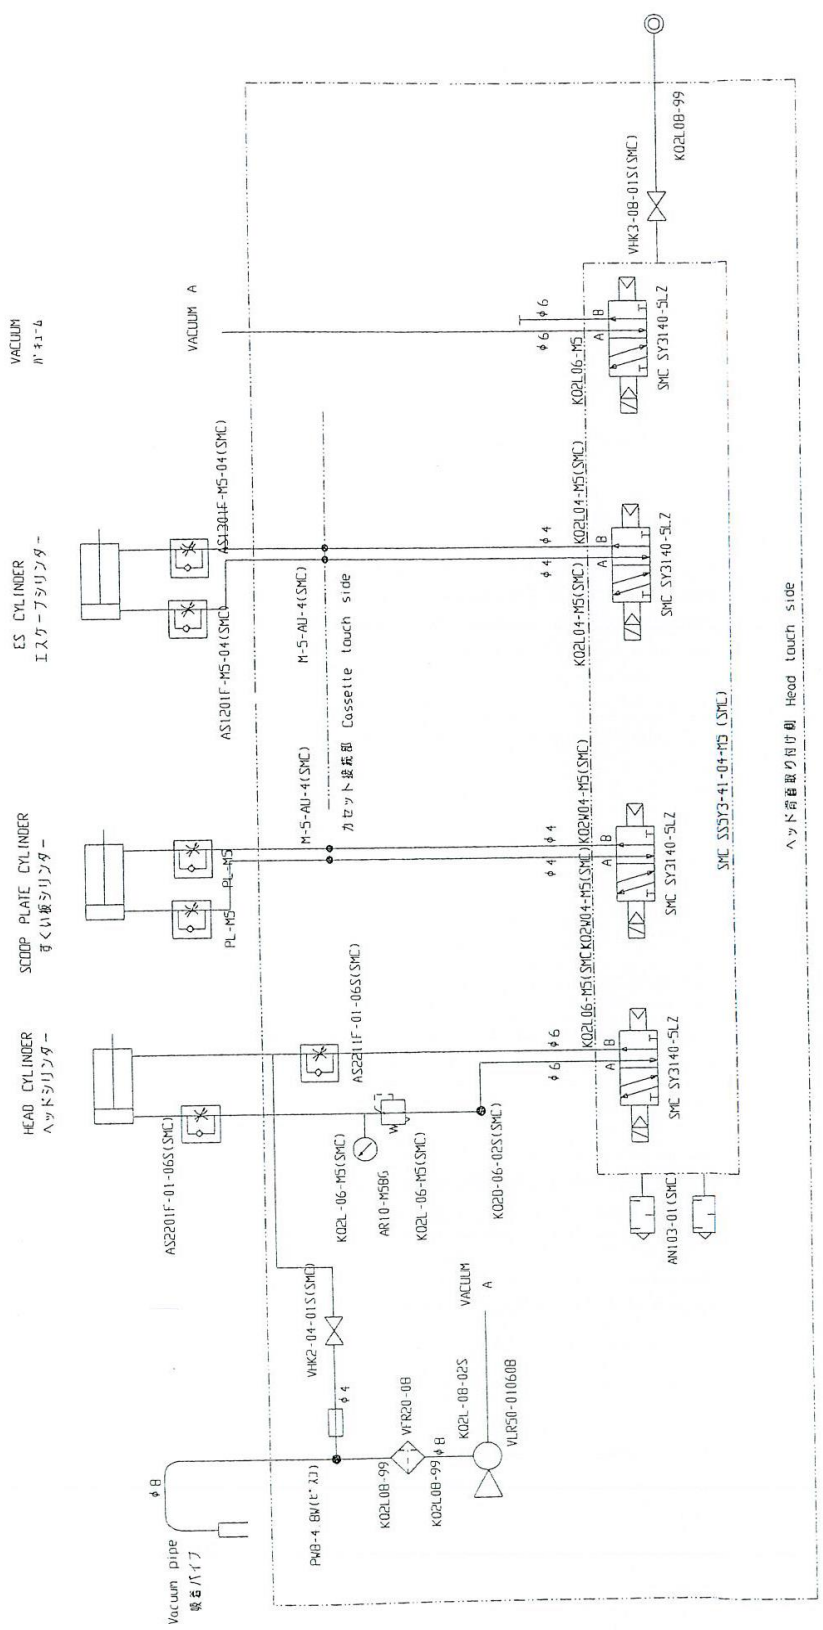 HEAD CYLINDER
ヘッドシリンダー
SCOOP PLATE CYLINDER
すくい板シリンダー
ES CYLINDER
エスケープシリンダー
VACUUM
バキューム
Vacuun pipe
吸着パイプ
φ8
AS2201F-01-06S(SMC)
PL-M5
PL-M5
AS1201F-M5-04(SMC)
AS1301F-M5-04(SMC)
VACUUM A
M-5-AU-4(SMC)
M-5-AU-4(SMC)
カセット接続部 Cassette touch side
VHK2-04-01S(SMC)
φ4
PW8-4.BW(ピスコ)
KQ2L08-99
VFR20-08
KQ2L08-99
φ8
KQ2L-08-02S
VLR50-010608
VACUUM
A
KQ2L-06-M5(SMC)
AR10-M5BG
W
KQ2L-06-M5(SMC)
AS2211F-01-06S(SMC)
KQ2D-06-02S(SMC)
φ6
φ6
φ4
φ4
φ4
φ4
φ6
φ6
KQ2L06-M5(SMC)
KQ2W04-M5(SMC)
KQ2W04-M5(SMC)
KQ2L04-M5(SMC)
KQ2L04-M5(SMC)
KQ2L06-M5
A
B
A
B
A
B
A
B
SMC SY3140-5LZ
SMC SY3140-5LZ
SMC SY3140-5LZ
SMC SY3140-5LZ
VHK3-08-01S(SMC)
KQ2L08-99
AN103-01(SMC)
SMC SS5Y3-41-04-M5 (SMC)
ヘッド背面取り付け側 Head touch side